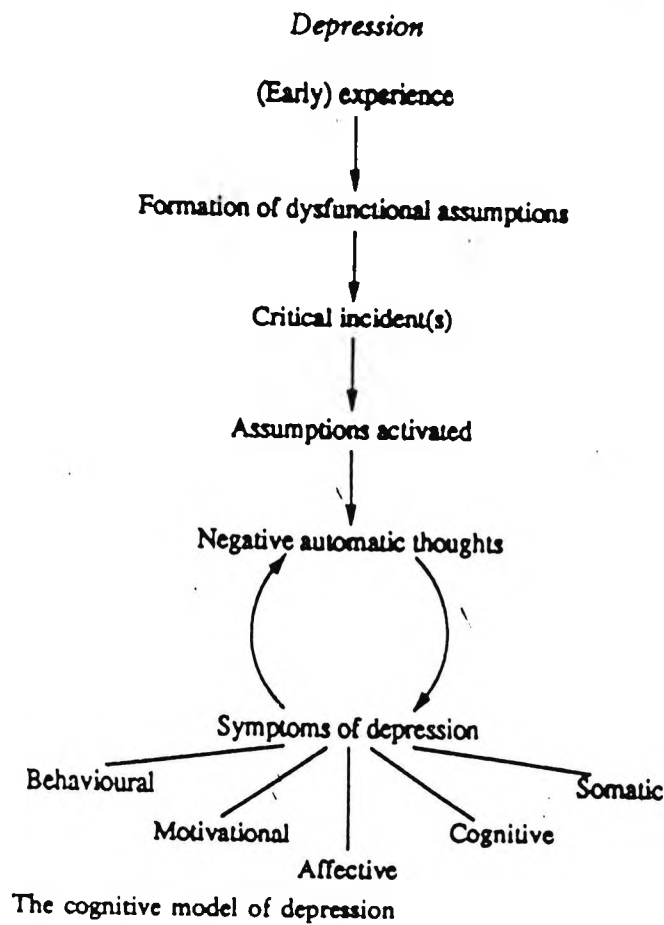 Depression
(Early) experience
Formation of dysfunctional assumptions
Critical incident(s)
Assumptions activated
Negative automatic thoughts
Symptoms of depression
Behavioural
Somatic
Motivational
Cognitive
Affective
The cognitive model of depression